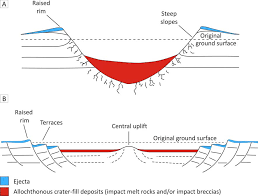 A
Raised
rim
Steep
slopes
Original
ground surface
B
Raised
rim
Terraces
Central uplift
Original ground surface
Ejecta
Allochthonous crater-fill deposits (impact melt rocks and/or impact breccias)